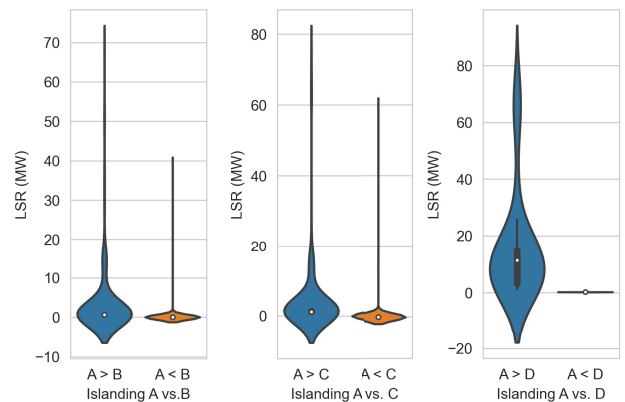 LSR (MW)
70
60
50
40
30
20
10
0
−10
A > B A < B
Islanding A vs.B
LSR (MW)
80
60
40
20
0
A > C A < C
Islanding A vs. C
LSR (MW)
80
60
40
20
0
−20
A > D A < D
Islanding A vs. D